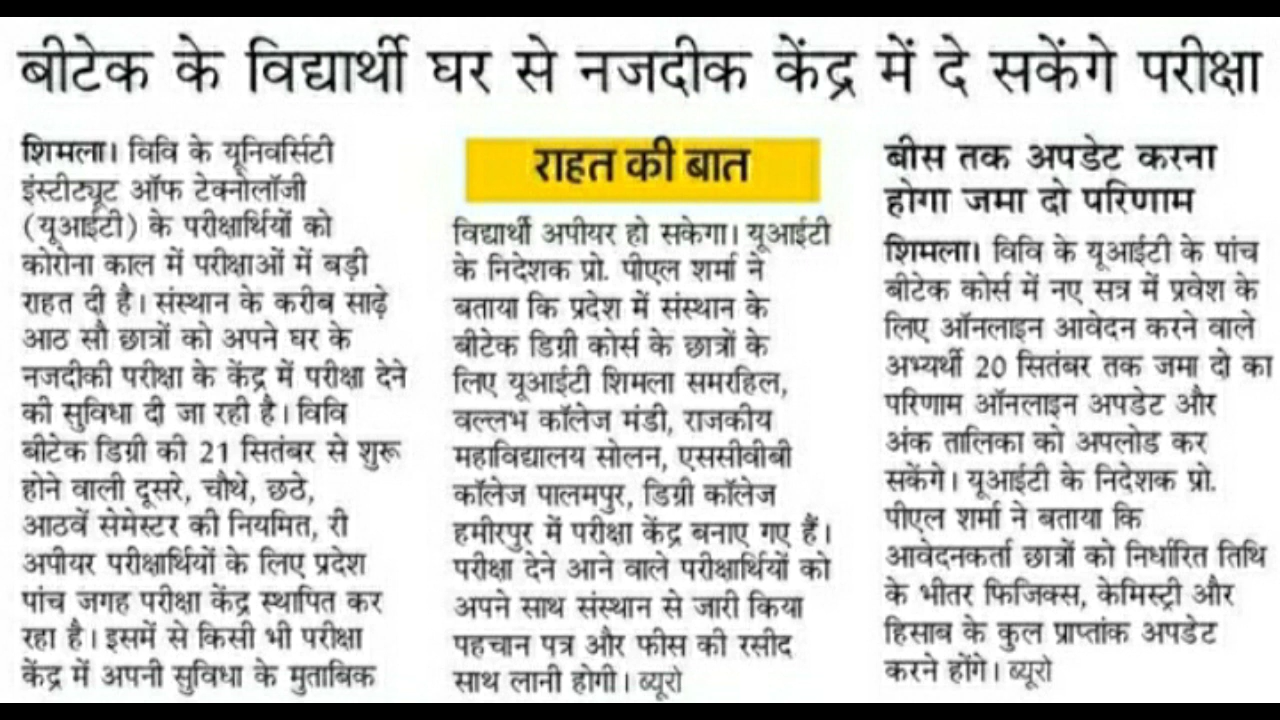 बीटेक के विद्यार्थी घर से नजदीक केंद्र में दे सकेंगे परीक्षा
शिमला। विवि के यूनिवर्सिटी
इंस्टीट्यूट ऑफ टेक्नोलॉजी
(यूआईटी) के परीक्षार्थियों को
कोरोना काल में परीक्षाओं में बड़ी
राहत दी है। संस्थान के करीब साढ़े
आठ सौ छात्रों को अपने घर के
नजदीकी परीक्षा के केंद्र में परीक्षा देने
की सुविधा दी जा रही है। विवि
बीटेक डिग्री की 21 सितंबर से शुरू
होने वाली दूसरे, चौथे, छठे,
आठवें सेमेस्टर की नियमित, री
अपीयर परीक्षार्थियों के लिए प्रदेश
पांच जगह परीक्षा केंद्र स्थापित कर
रहा है। इसमें से किसी भी परीक्षा
केंद्र में अपनी सुविधा के मुताबिक
राहत की बात
विद्यार्थी अपीयर हो सकेगा। यूआईटी
के निदेशक प्रो. पीएल शर्मा ने
बताया कि प्रदेश में संस्थान के
बीटेक डिग्री कोर्स के छात्रों के
लिए यूआईटी शिमला समरहिल,
वल्लभ कॉलेज मंडी, राजकीय
महाविद्यालय सोलन, एससीवीबी
कॉलेज पालमपुर, डिग्री कॉलेज
हमीरपुर में परीक्षा केंद्र बनाए गए हैं।
परीक्षा देने आने वाले परीक्षार्थियों को
अपने साथ संस्थान से जारी किया
पहचान पत्र और फीस की रसीद
साथ लानी होगी। ब्यूरो
बीस तक अपडेट करना
होगा जमा दो परिणाम
शिमला। विवि के यूआईटी के पांच
बीटेक कोर्स में नए सत्र में प्रवेश के
लिए ऑनलाइन आवेदन करने वाले
अभ्यर्थी 20 सितंबर तक जमा दो का
परिणाम ऑनलाइन अपडेट और
अंक तालिका को अपलोड कर
सकेंगे। यूआईटी के निदेशक प्रो.
पीएल शर्मा ने बताया कि
आवेदनकर्ता छात्रों को निर्धारित तिथि
के भीतर फिजिक्स, केमिस्ट्री और
हिसाब के कुल प्राप्तांक अपडेट
करने होंगे। ब्यूरो